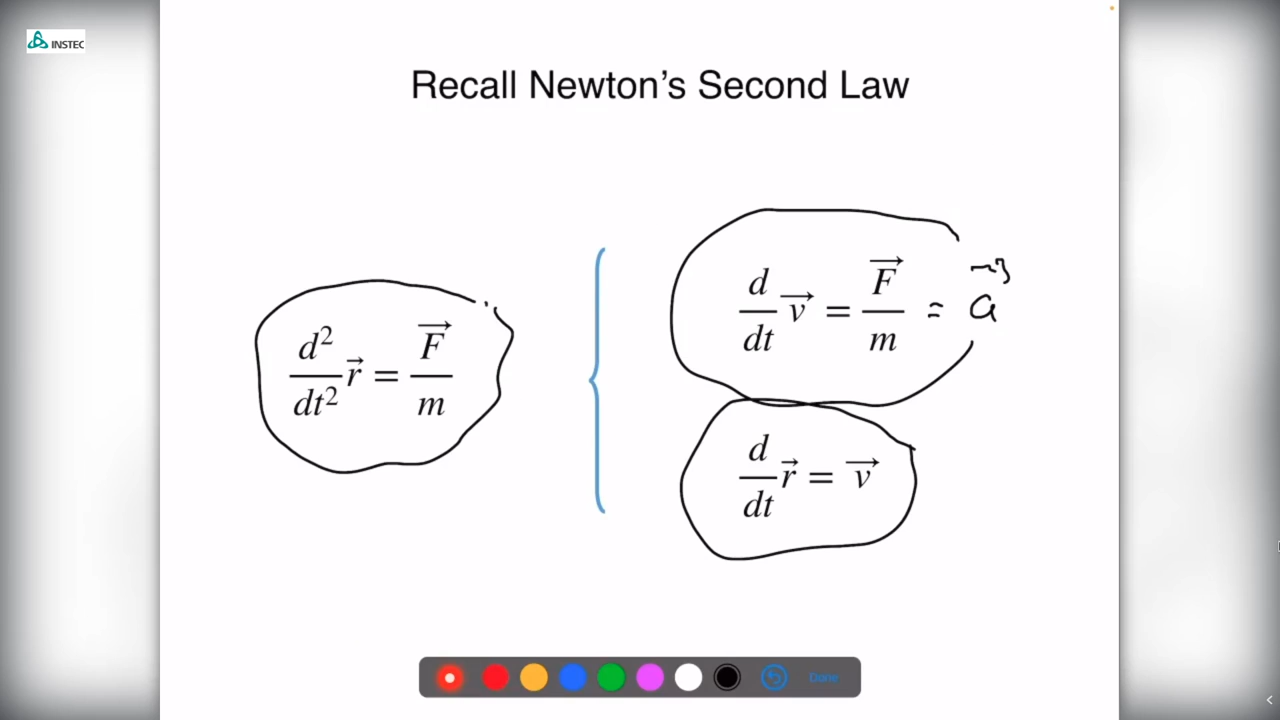 INSTEC
Recall Newton's Second Law
d²/dt² r⃗ = F⃗/m
d/dt v⃗ = F⃗/m = a⃗
d/dt r⃗ = v⃗
Done